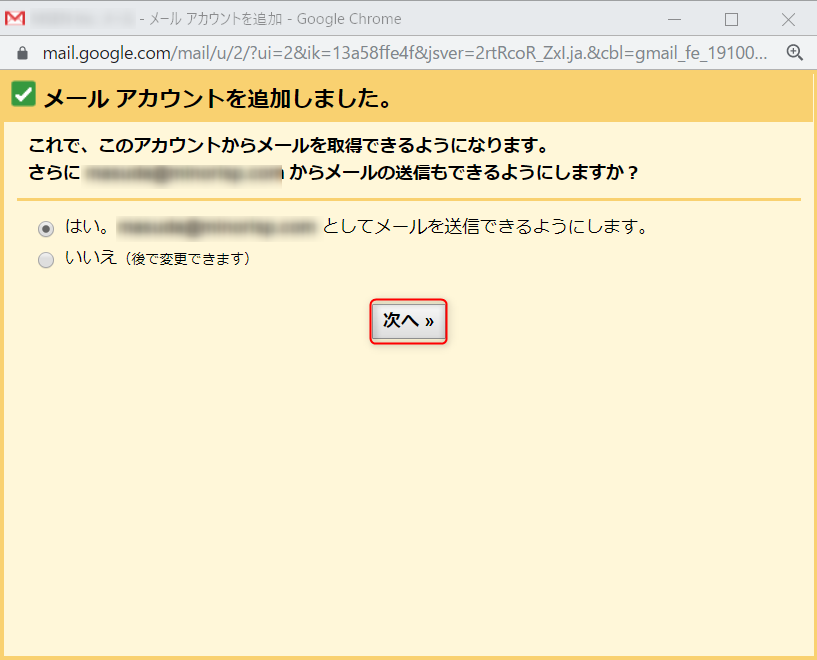 - メール アカウントを追加 - Google Chrome
mail.google.com/mail/u/2/?ui=2&ik=13a58ffe4f&jsver=2rtRcoR_ZxI.ja.&cbl=gmail_fe_19100...
メール アカウントを追加しました。
これで、このアカウントからメールを取得できるようになります。
さらに からメールの送信もできるようにしますか？
はい。 としてメールを送信できるようにします。
いいえ（後で変更できます）
次へ »